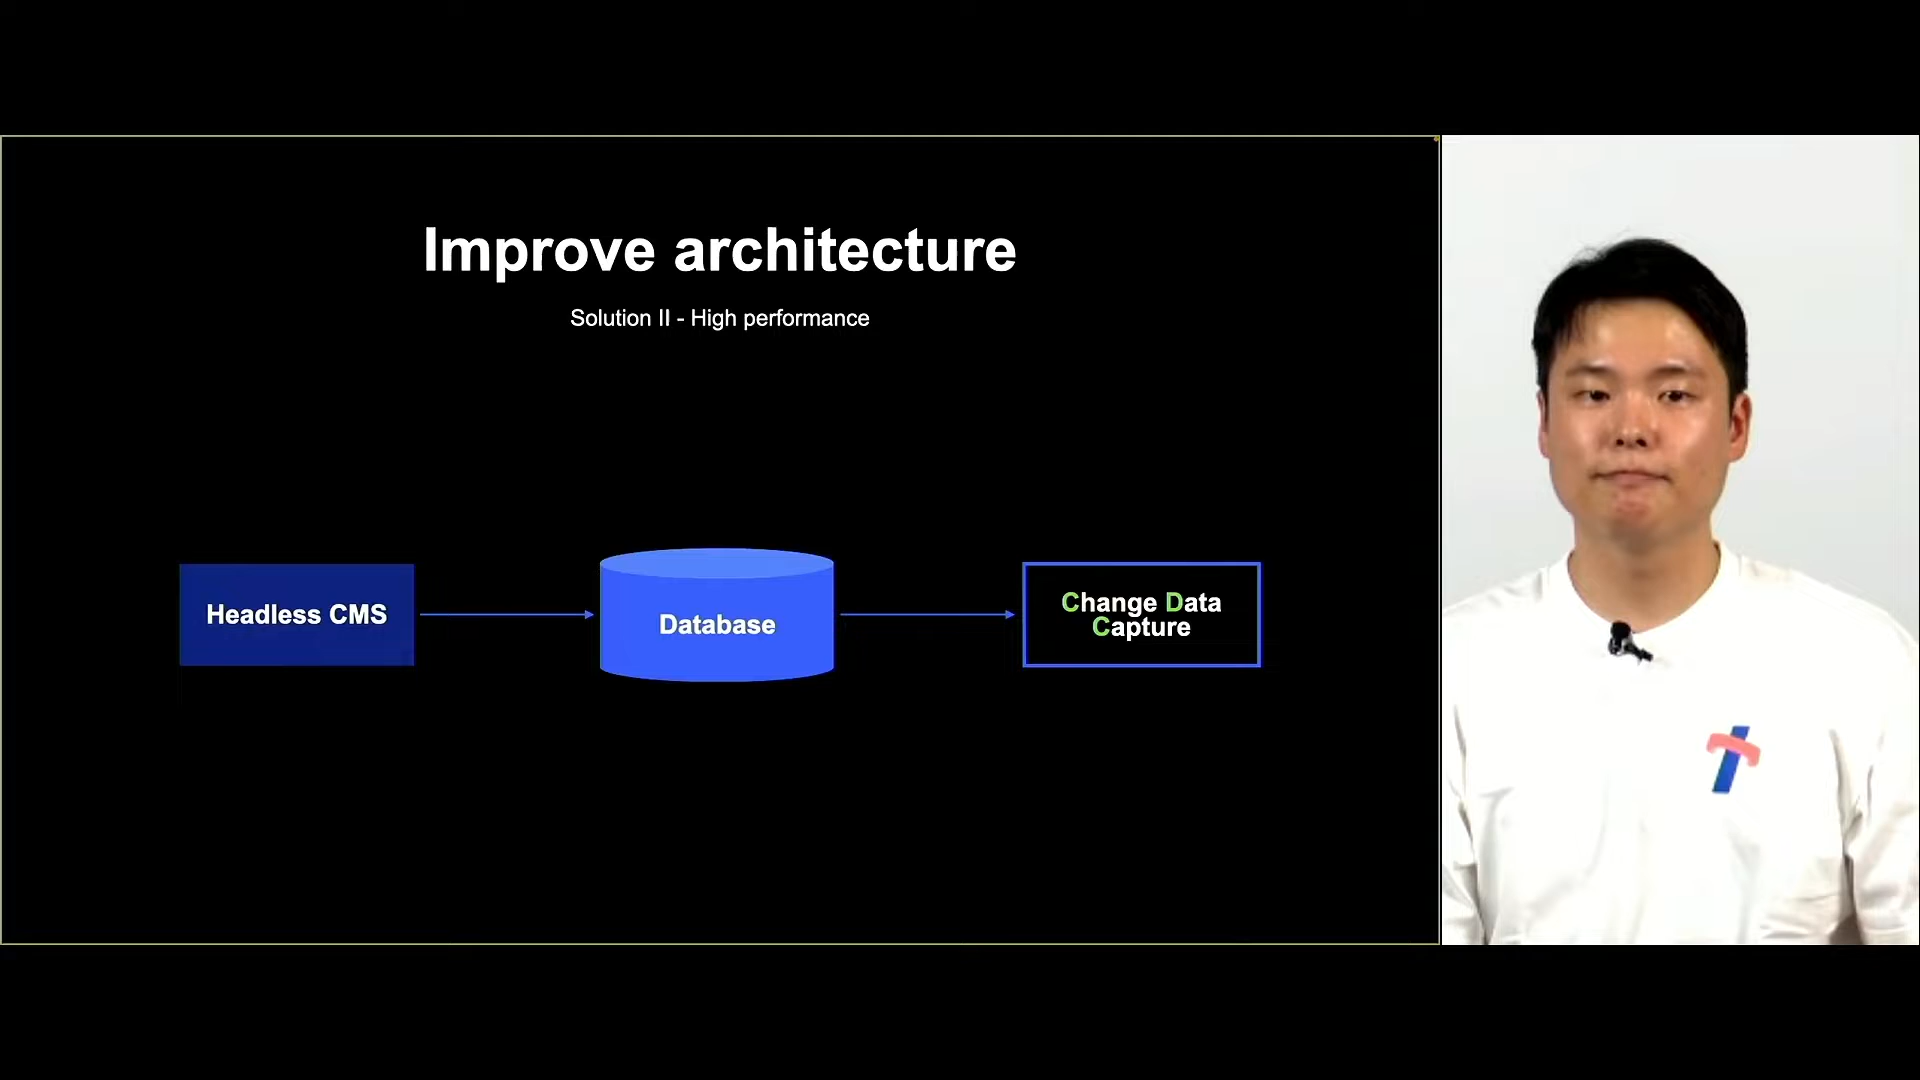 Improve architecture
Solution II - High performance
Headless CMS
Database
Change Data
Capture